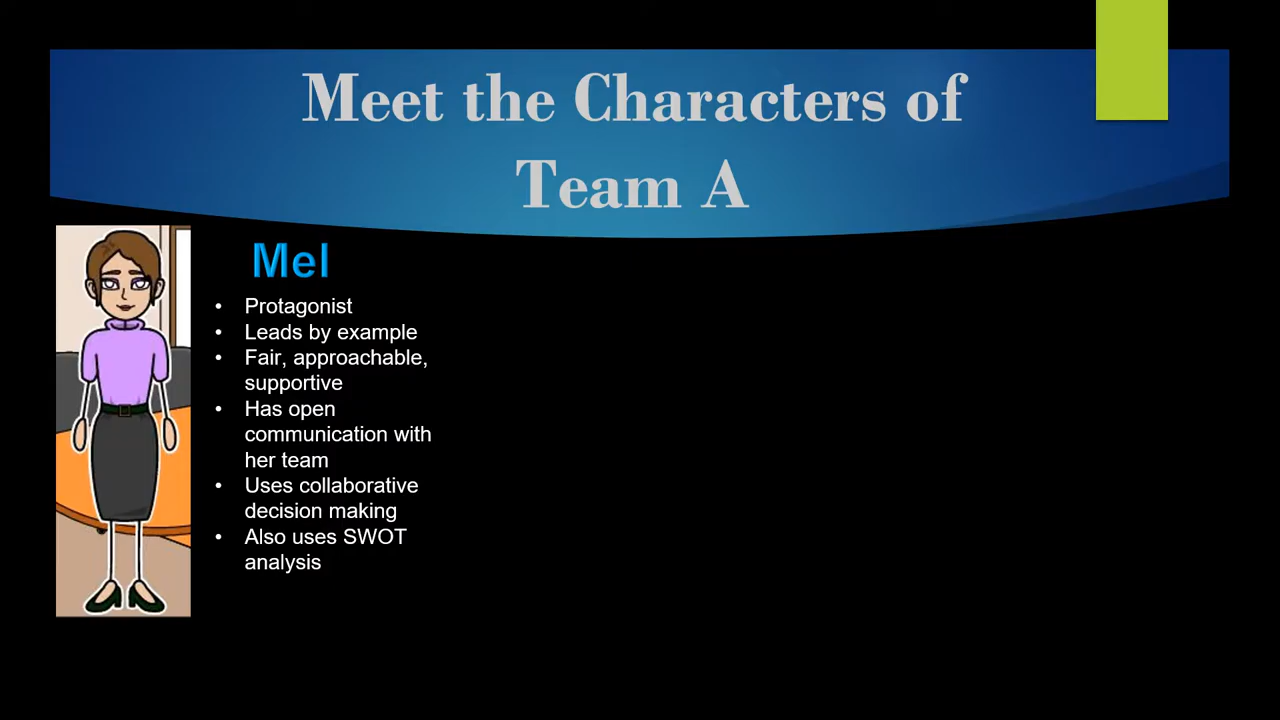 Meet the Characters of
Team A
Mel
• Protagonist
• Leads by example
• Fair, approachable,
supportive
• Has open
communication with
her team
• Uses collaborative
decision making
• Also uses SWOT
analysis